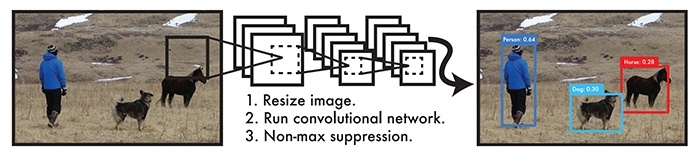 1. Resize image.
2. Run convolutional network.
3. Non-max suppression.
Person: 0.64
Horse: 0.28
Dog: 0.30